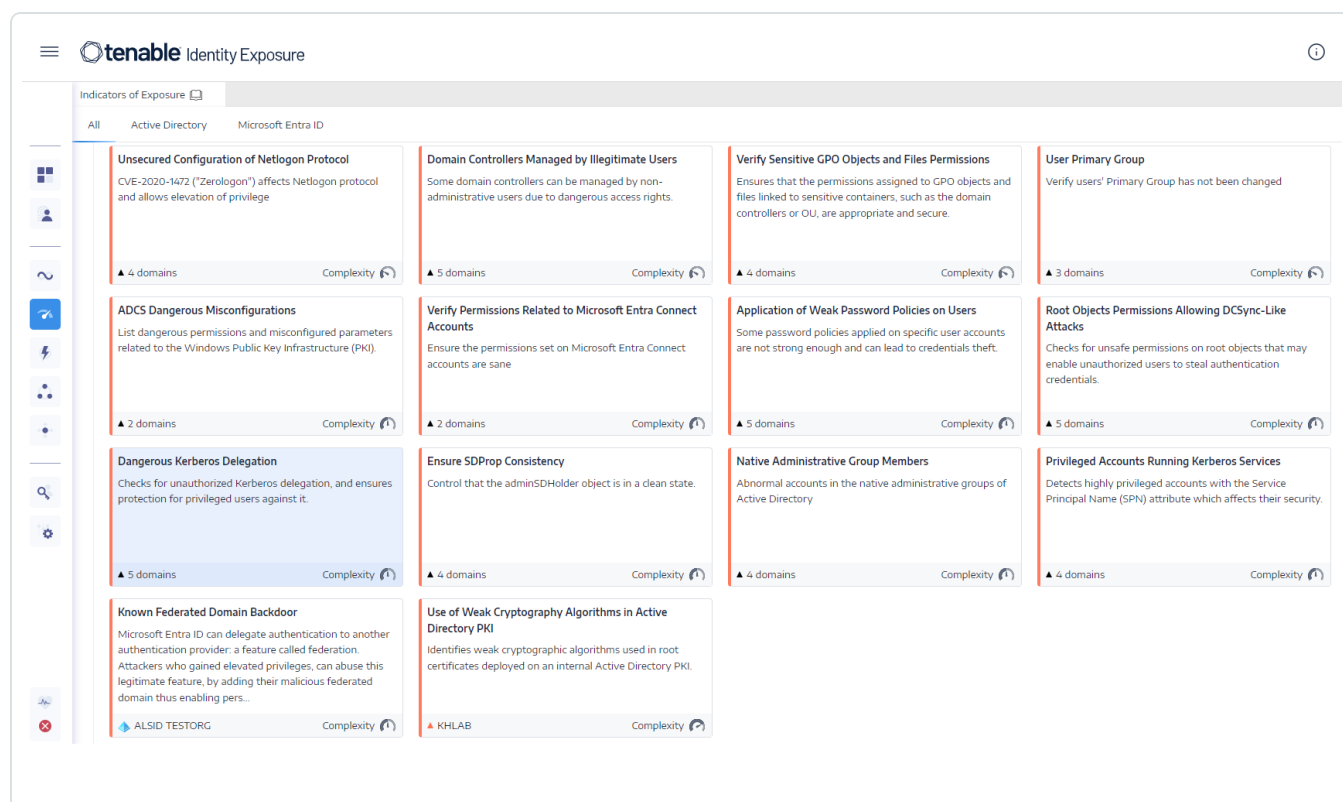 tenable Identity Exposure
Indicators of Exposure
All Active Directory Microsoft Entra ID
Unsecured Configuration of Netlogon Protocol
CVE-2020-1472 ("Zerologon") affects Netlogon protocol
and allows elevation of privilege
4 domains Complexity
Domain Controllers Managed by Illegitimate Users
Some domain controllers can be managed by non-
administrative users due to dangerous access rights.
5 domains Complexity
Verify Sensitive GPO Objects and Files Permissions
Ensures that the permissions assigned to GPO objects and
files linked to sensitive containers, such as the domain
controllers or OU, are appropriate and secure.
4 domains Complexity
User Primary Group
Verify users' Primary Group has not been changed
3 domains Complexity
ADCS Dangerous Misconfigurations
List dangerous permissions and misconfigured parameters
related to the Windows Public Key Infrastructure (PKI).
2 domains Complexity
Verify Permissions Related to Microsoft Entra Connect
Accounts
Ensure the permissions set on Microsoft Entra Connect
accounts are sane
2 domains Complexity
Application of Weak Password Policies on Users
Some password policies applied on specific user accounts
are not strong enough and can lead to credentials theft.
5 domains Complexity
Root Objects Permissions Allowing DCSync-Like
Attacks
Checks for unsafe permissions on root objects that may
enable unauthorized users to steal authentication
credentials.
5 domains Complexity
Dangerous Kerberos Delegation
Checks for unauthorized Kerberos delegation, and ensures
protection for privileged users against it.
5 domains Complexity
Ensure SDProp Consistency
Control that the adminSDHolder object is in a clean state.
4 domains Complexity
Native Administrative Group Members
Abnormal accounts in the native administrative groups of
Active Directory
4 domains Complexity
Privileged Accounts Running Kerberos Services
Detects highly privileged accounts with the Service
Principal Name (SPN) attribute which affects their security.
4 domains Complexity
Known Federated Domain Backdoor
Microsoft Entra ID can delegate authentication to another
authentication provider: a feature called federation.
Attackers who gained elevated privileges, can abuse this
legitimate feature, by adding their malicious federated
domain thus enabling pers...
ALSID TESTORG Complexity
Use of Weak Cryptography Algorithms in Active
Directory PKI
Identifies weak cryptographic algorithms used in root
certificates deployed on an internal Active Directory PKI.
KHLAB Complexity